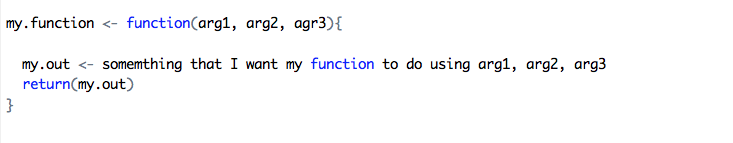 my.function <- function(arg1, arg2, agr3){
my.out <- somemthing that I want my function to do using arg1, arg2, arg3
return(my.out)
}